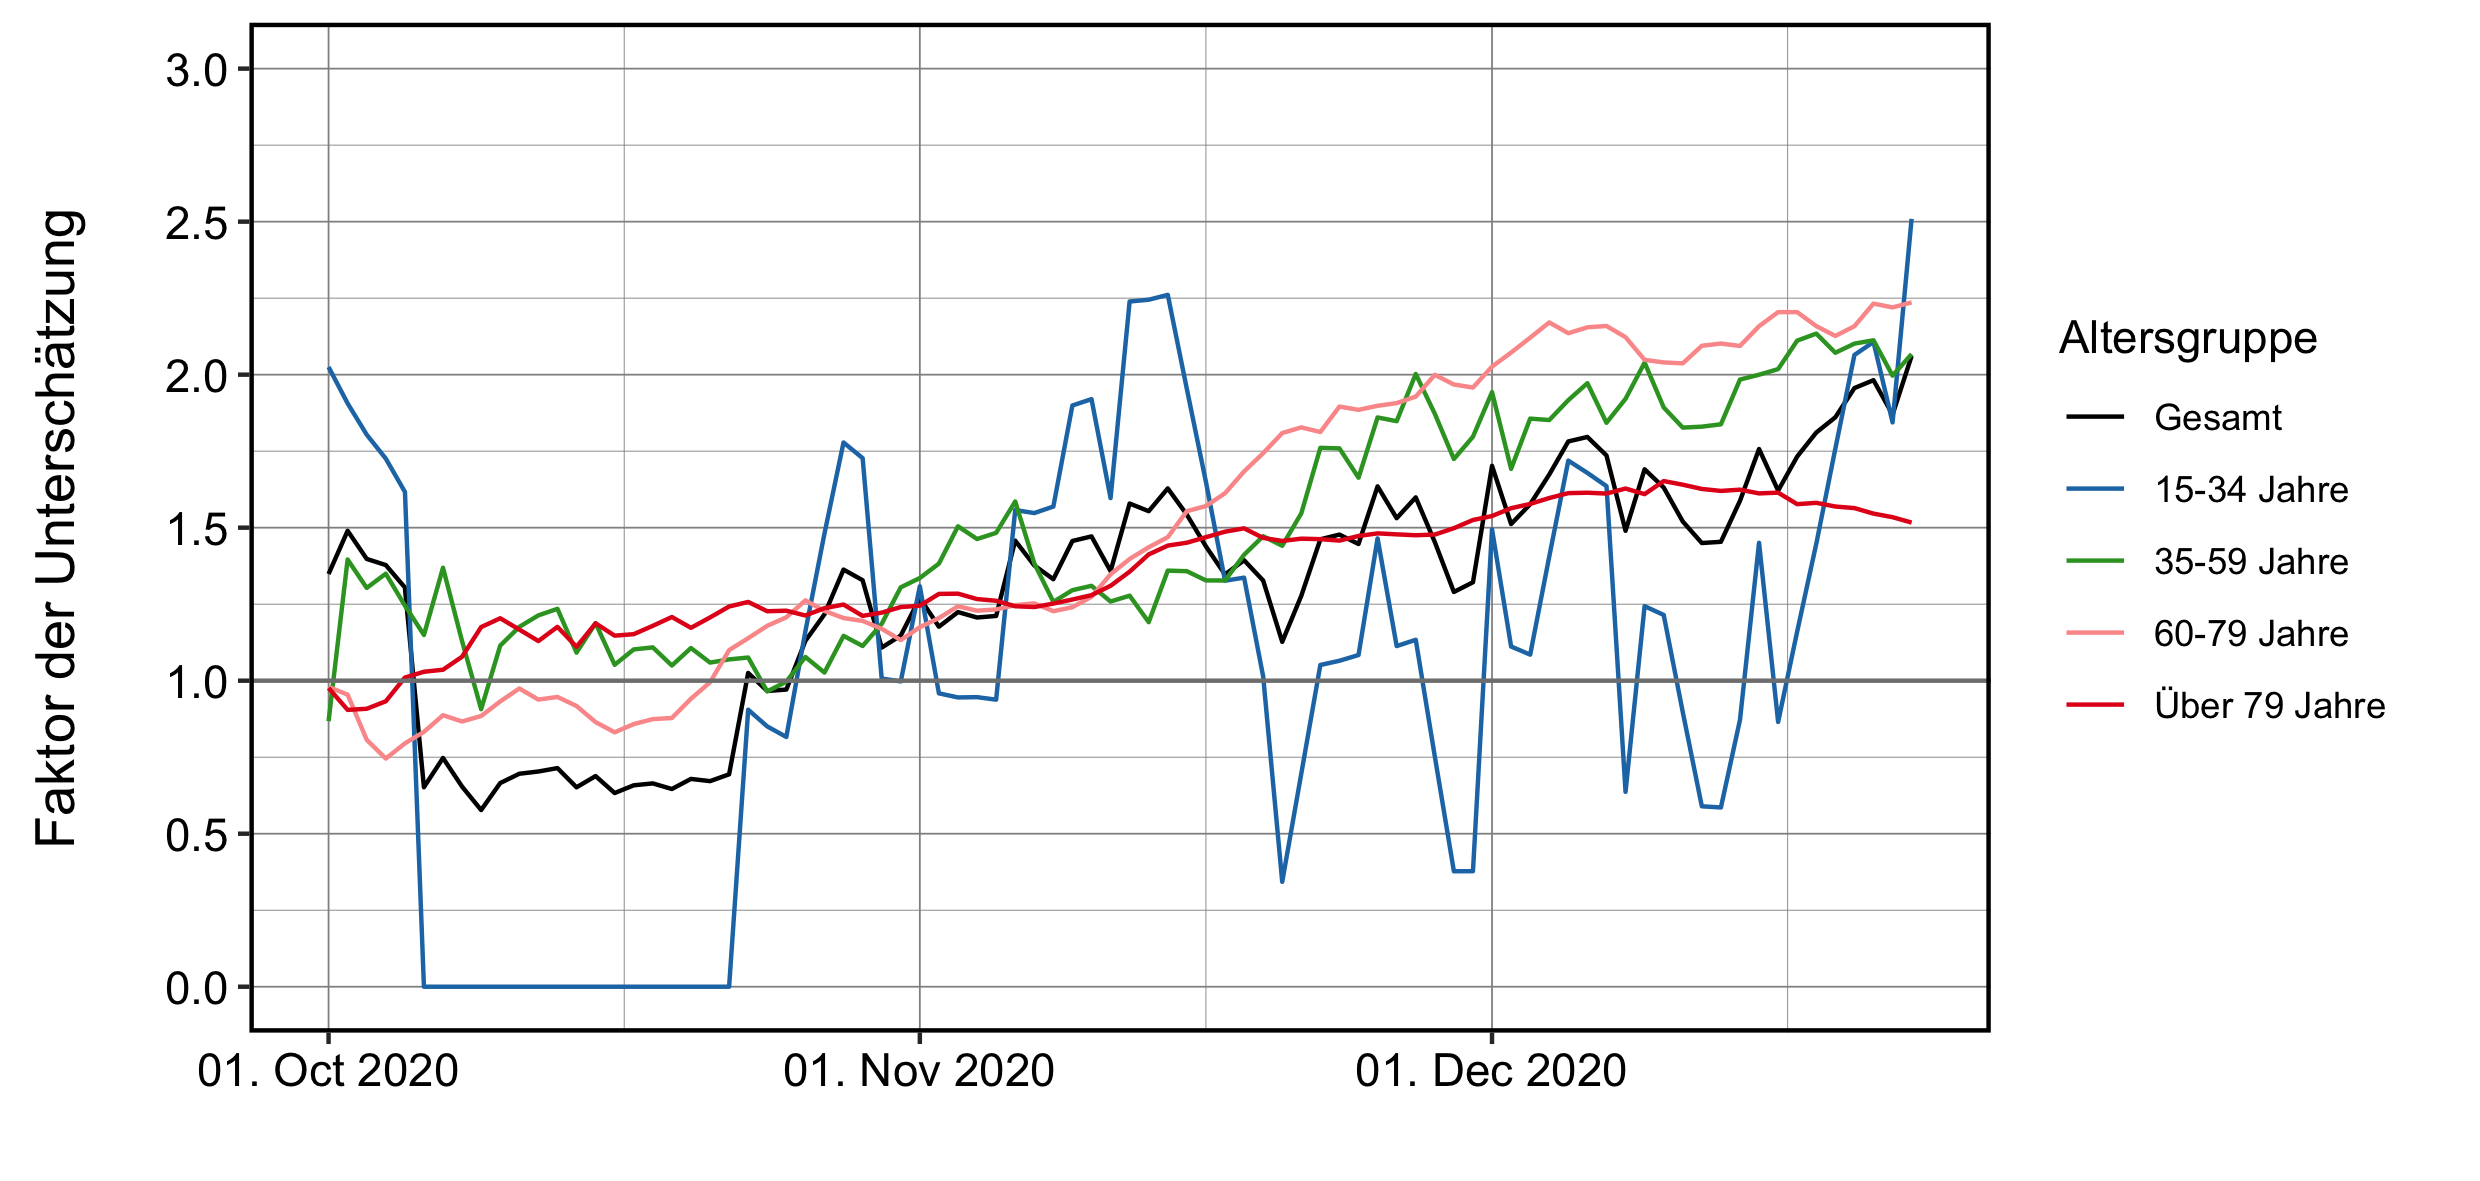 Faktor der Unterschätzung
3.0
2.5
2.0
1.5
1.0
0.5
0.0
01. Oct 2020
01. Nov 2020
01. Dec 2020
Altersgruppe
Gesamt
15-34 Jahre
35-59 Jahre
60-79 Jahre
Über 79 Jahre